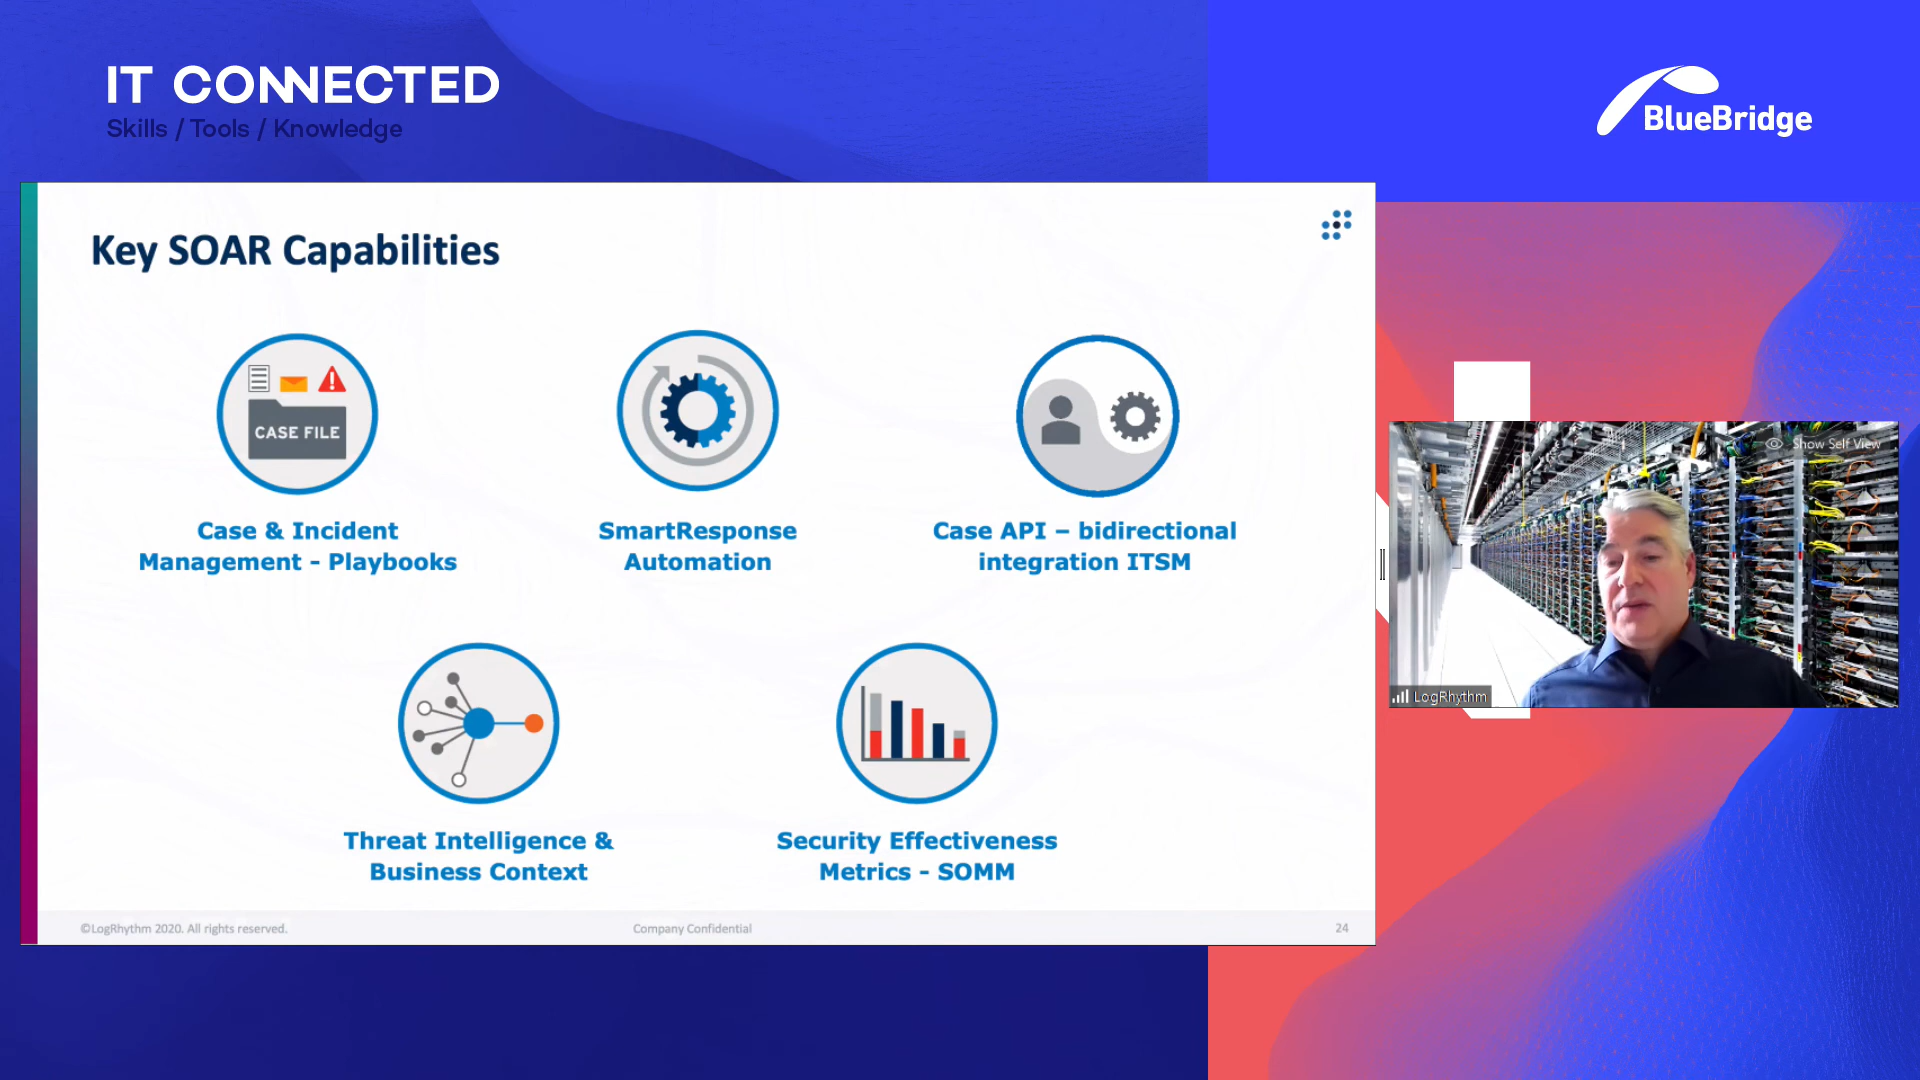 IT CONNECTED
Skills / Tools / Knowledge
BlueBridge
Key SOAR Capabilities
CASE FILE
Case & Incident
Management - Playbooks
SmartResponse
Automation
Case API – bidirectional
integration ITSM
Threat Intelligence &
Business Context
Security Effectiveness
Metrics - SOMM
©LogRhythm 2020. All rights reserved.
Company Confidential
24
Show Self View
LogRhythm